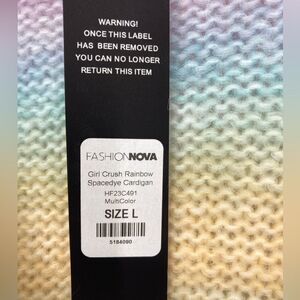 WARNING!
ONCE THIS LABEL
HAS BEEN REMOVED
YOU CAN NO LONGER
RETURN THIS ITEM
FASHIONNOVA
Girl Crush Rainbow
Spacedye Cardigan
HF23C491
MultiColor
SIZE L
5184090